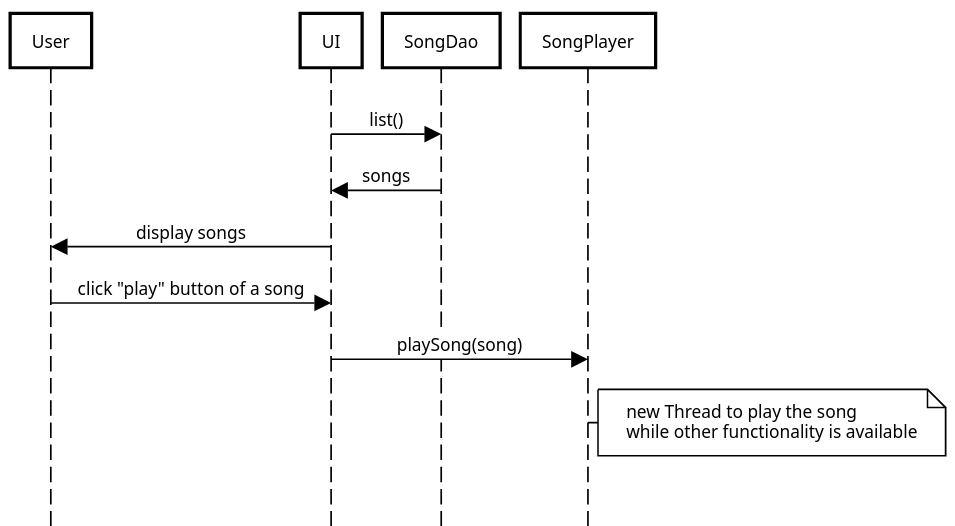 User
UI
SongDao
SongPlayer
list()
songs
display songs
click "play" button of a song
playSong(song)
new Thread to play the song
while other functionality is available